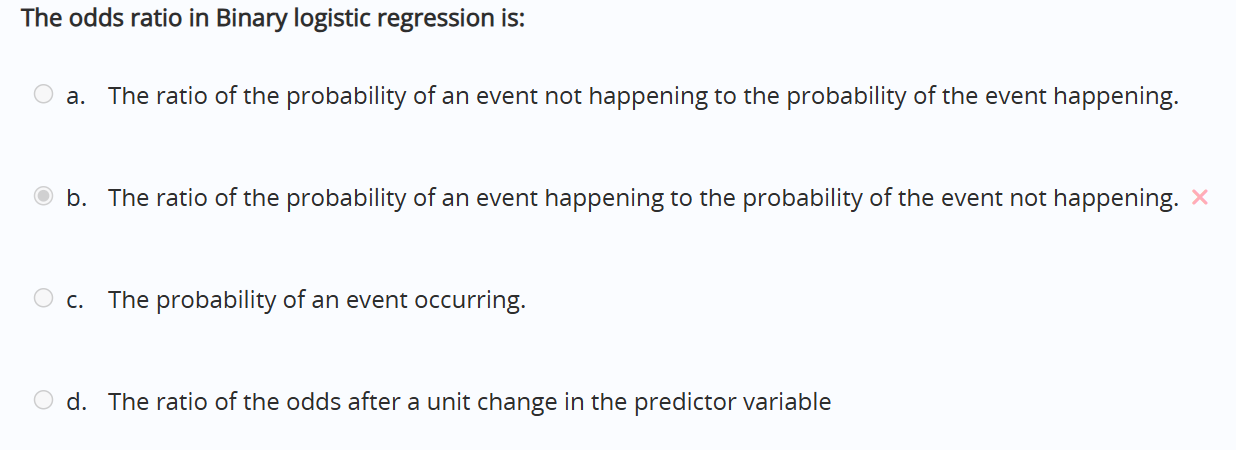 The odds ratio in Binary logistic regression is:
a. The ratio of the probability of an event not happening to the probability of the event happening.
b. The ratio of the probability of an event happening to the probability of the event not happening.
c. The probability of an event occurring.
d. The ratio of the odds after a unit change in the predictor variable